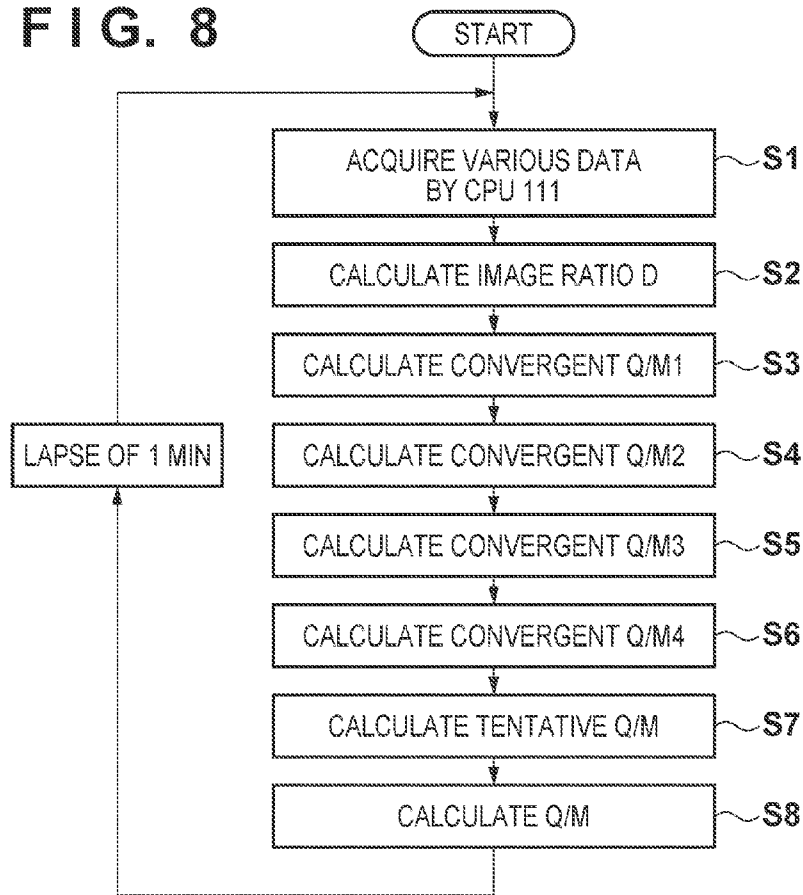 FIG. 8
START
ACQUIRE VARIOUS DATA
BY CPU 111
S1
CALCULATE IMAGE RATIO D
S2
CALCULATE CONVERGENT Q/M1
S3
LAPSE OF 1 MIN
CALCULATE CONVERGENT Q/M2
S4
CALCULATE CONVERGENT Q/M3
S5
CALCULATE CONVERGENT Q/M4
S6
CALCULATE TENTATIVE Q/M
S7
CALCULATE Q/M
S8